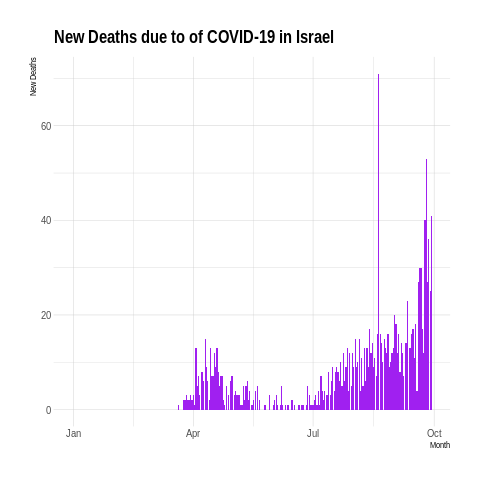 New Deaths due to of COVID-19 in Israel
New Deaths
60
40
20
0
Jan Apr Jul Oct
Month